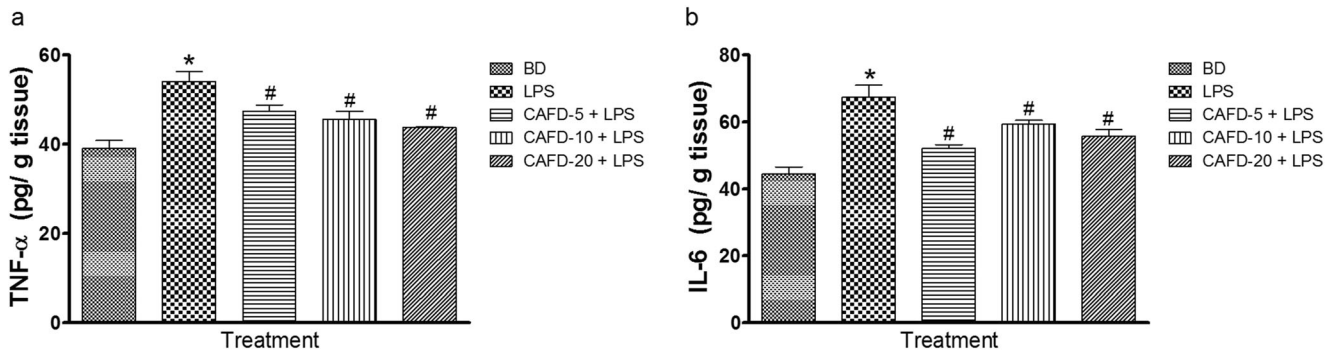 a
TNF-α (pg/ g tissue)
60
40
20
0
*
#
#
#
Treatment
BD
LPS
CAFD-5 + LPS
CAFD-10 + LPS
CAFD-20 + LPS
b
IL-6 (pg/ g tissue)
80
60
40
20
0
*
#
#
#
Treatment
BD
LPS
CAFD-5 + LPS
CAFD-10 + LPS
CAFD-20 + LPS